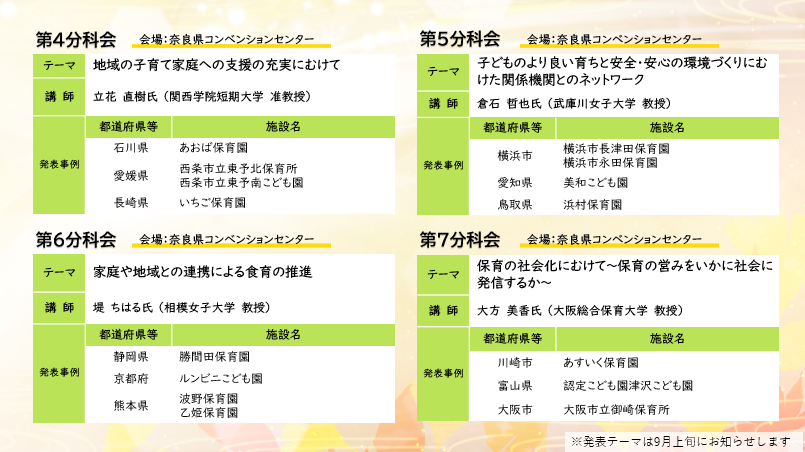 第4分科会 会場：奈良県コンベンションセンター
テーマ 地域の子育て家庭への支援の充実にむけて
講 師 立花 直樹氏（関西学院短期大学 准教授）
発表事例 都道府県等 施設名
石川県 あおば保育園
愛媛県 西条市立東予北保育所
西条市立東予南こども園
長崎県 いちご保育園
第5分科会 会場：奈良県コンベンションセンター
テーマ 子どものより良い育ちと安全・安心の環境づくりにむ
けた関係機関とのネットワーク
講 師 倉石 哲也氏（武庫川女子大学 教授）
発表事例 都道府県等 施設名
横浜市 横浜市長津田保育園
横浜市永田保育園
愛知県 美和こども園
鳥取県 浜村保育園
第6分科会 会場：奈良県コンベンションセンター
テーマ 家庭や地域との連携による食育の推進
講 師 堤 ちはる氏（相模女子大学 教授）
発表事例 都道府県等 施設名
静岡県 勝間田保育園
京都府 ルンビニこども園
熊本県 波野保育園
乙姫保育園
第7分科会 会場：奈良県コンベンションセンター
テーマ 保育の社会化にむけて～保育の営みをいかに社会に
発信するか～
講 師 大方 美香氏（大阪総合保育大学 教授）
発表事例 都道府県等 施設名
川崎市 あすいく保育園
富山県 認定こども園津沢こども園
大阪市 大阪市立御崎保育所
※発表テーマは9月上旬にお知らせします